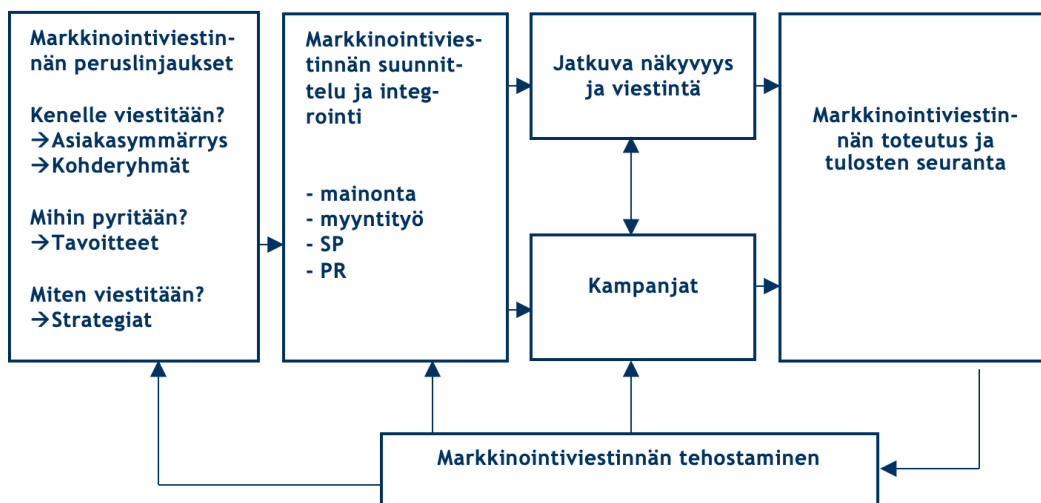 Markkinointiviestin-
nän peruslinjaukset
Kenelle viestitään?
→Asiakasymmärrys
→Kohderyhmät
Mihin pyritään?
→Tavoitteet
Miten viestitään?
→Strategiat
Markkinointivies-
tinnän suunnit-
telu ja integ-
rointi
- mainonta
- myyntityö
- SP
- PR
Jatkuva näkyvyys
ja viestintä
Kampanjat
Markkinointiviestin-
nän toteutus ja
tulosten seuranta
Markkinointiviestinnän tehostaminen